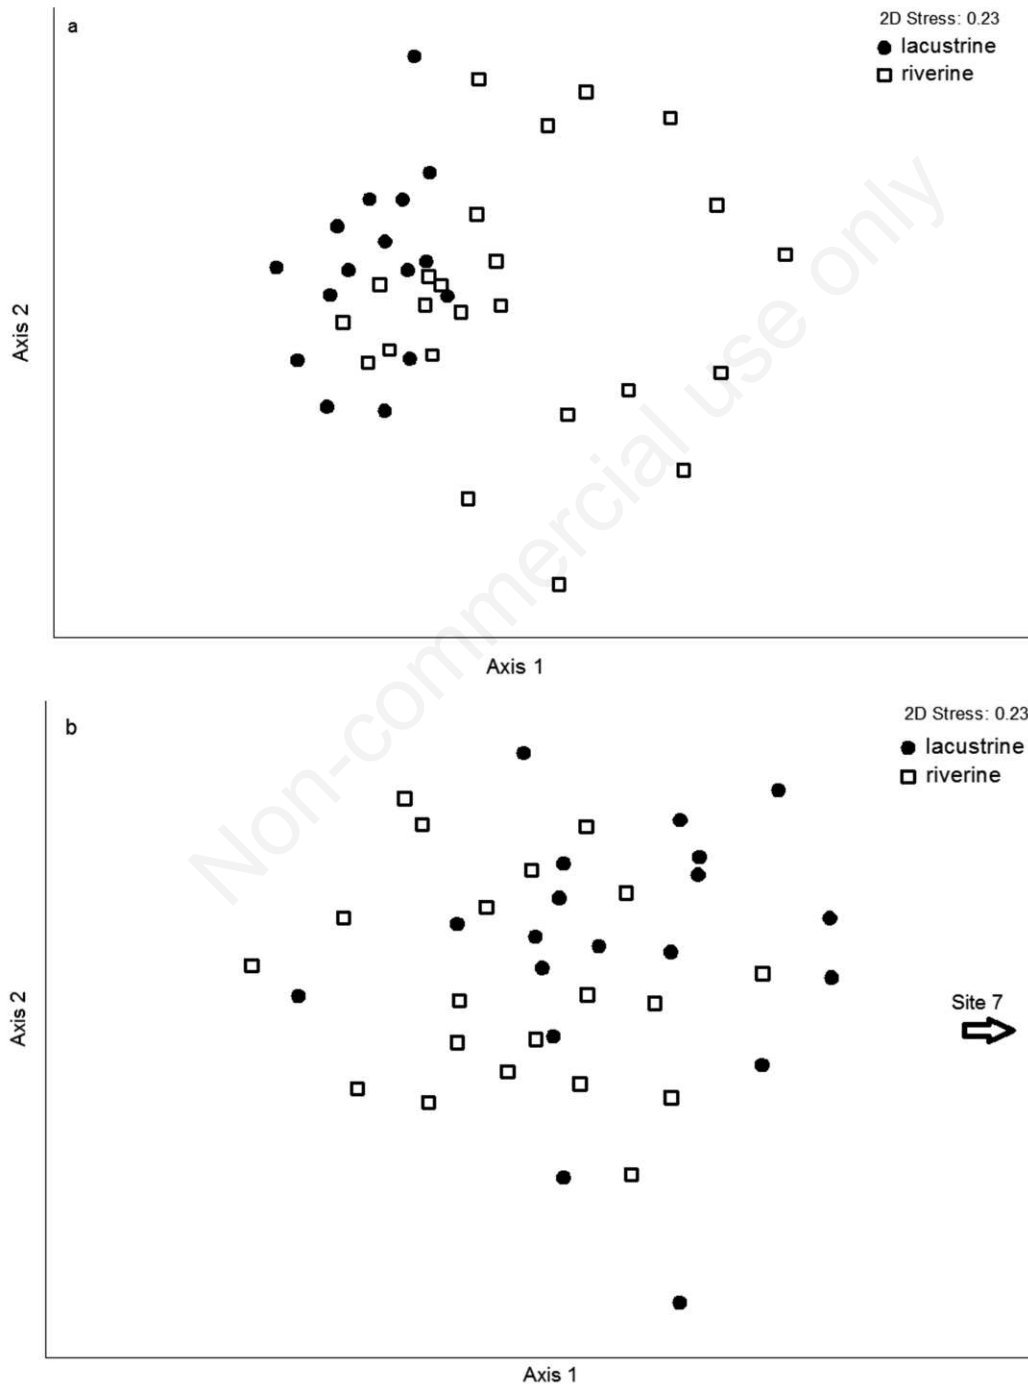 a
2D Stress: 0.23
lacustrine
riverine
Axis 2
Axis 1
Non-commercial use only
b
2D Stress: 0.23
lacustrine
riverine
Axis 2
Site 7
Axis 1